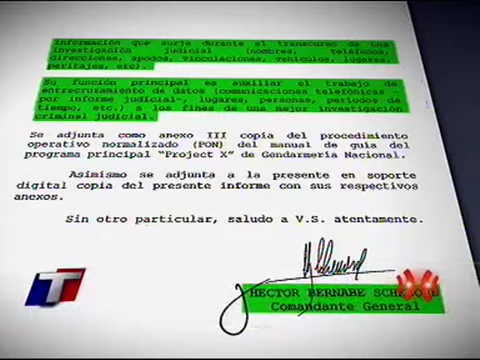 información que surja durante el transcurso de una
investigación judicial (nombres, teléfonos,
direcciones, apodos, vinculaciones, vehículos, lugares,
peritajes, etc).
Su función principal es auxiliar el trabajo de
entrecruzamiento de datos (comunicaciones telefónicas –
por informe judicial-, lugares, personas, periodos de
tiempo, etc.) a los fines de una mejor investigación
criminal judicial.
Se adjunta como anexo III copia del procedimiento
operativo normalizado (PON) del manual de guía del
programa principal "Project X" de Gendarmería Nacional.
Asimismo se adjunta a la presente en soporte
digital copia del presente informe con sus respectivos
anexos.
Sin otro particular, saludo a V.S. atentamente.
HECTOR BERNABE
Comandante General
T